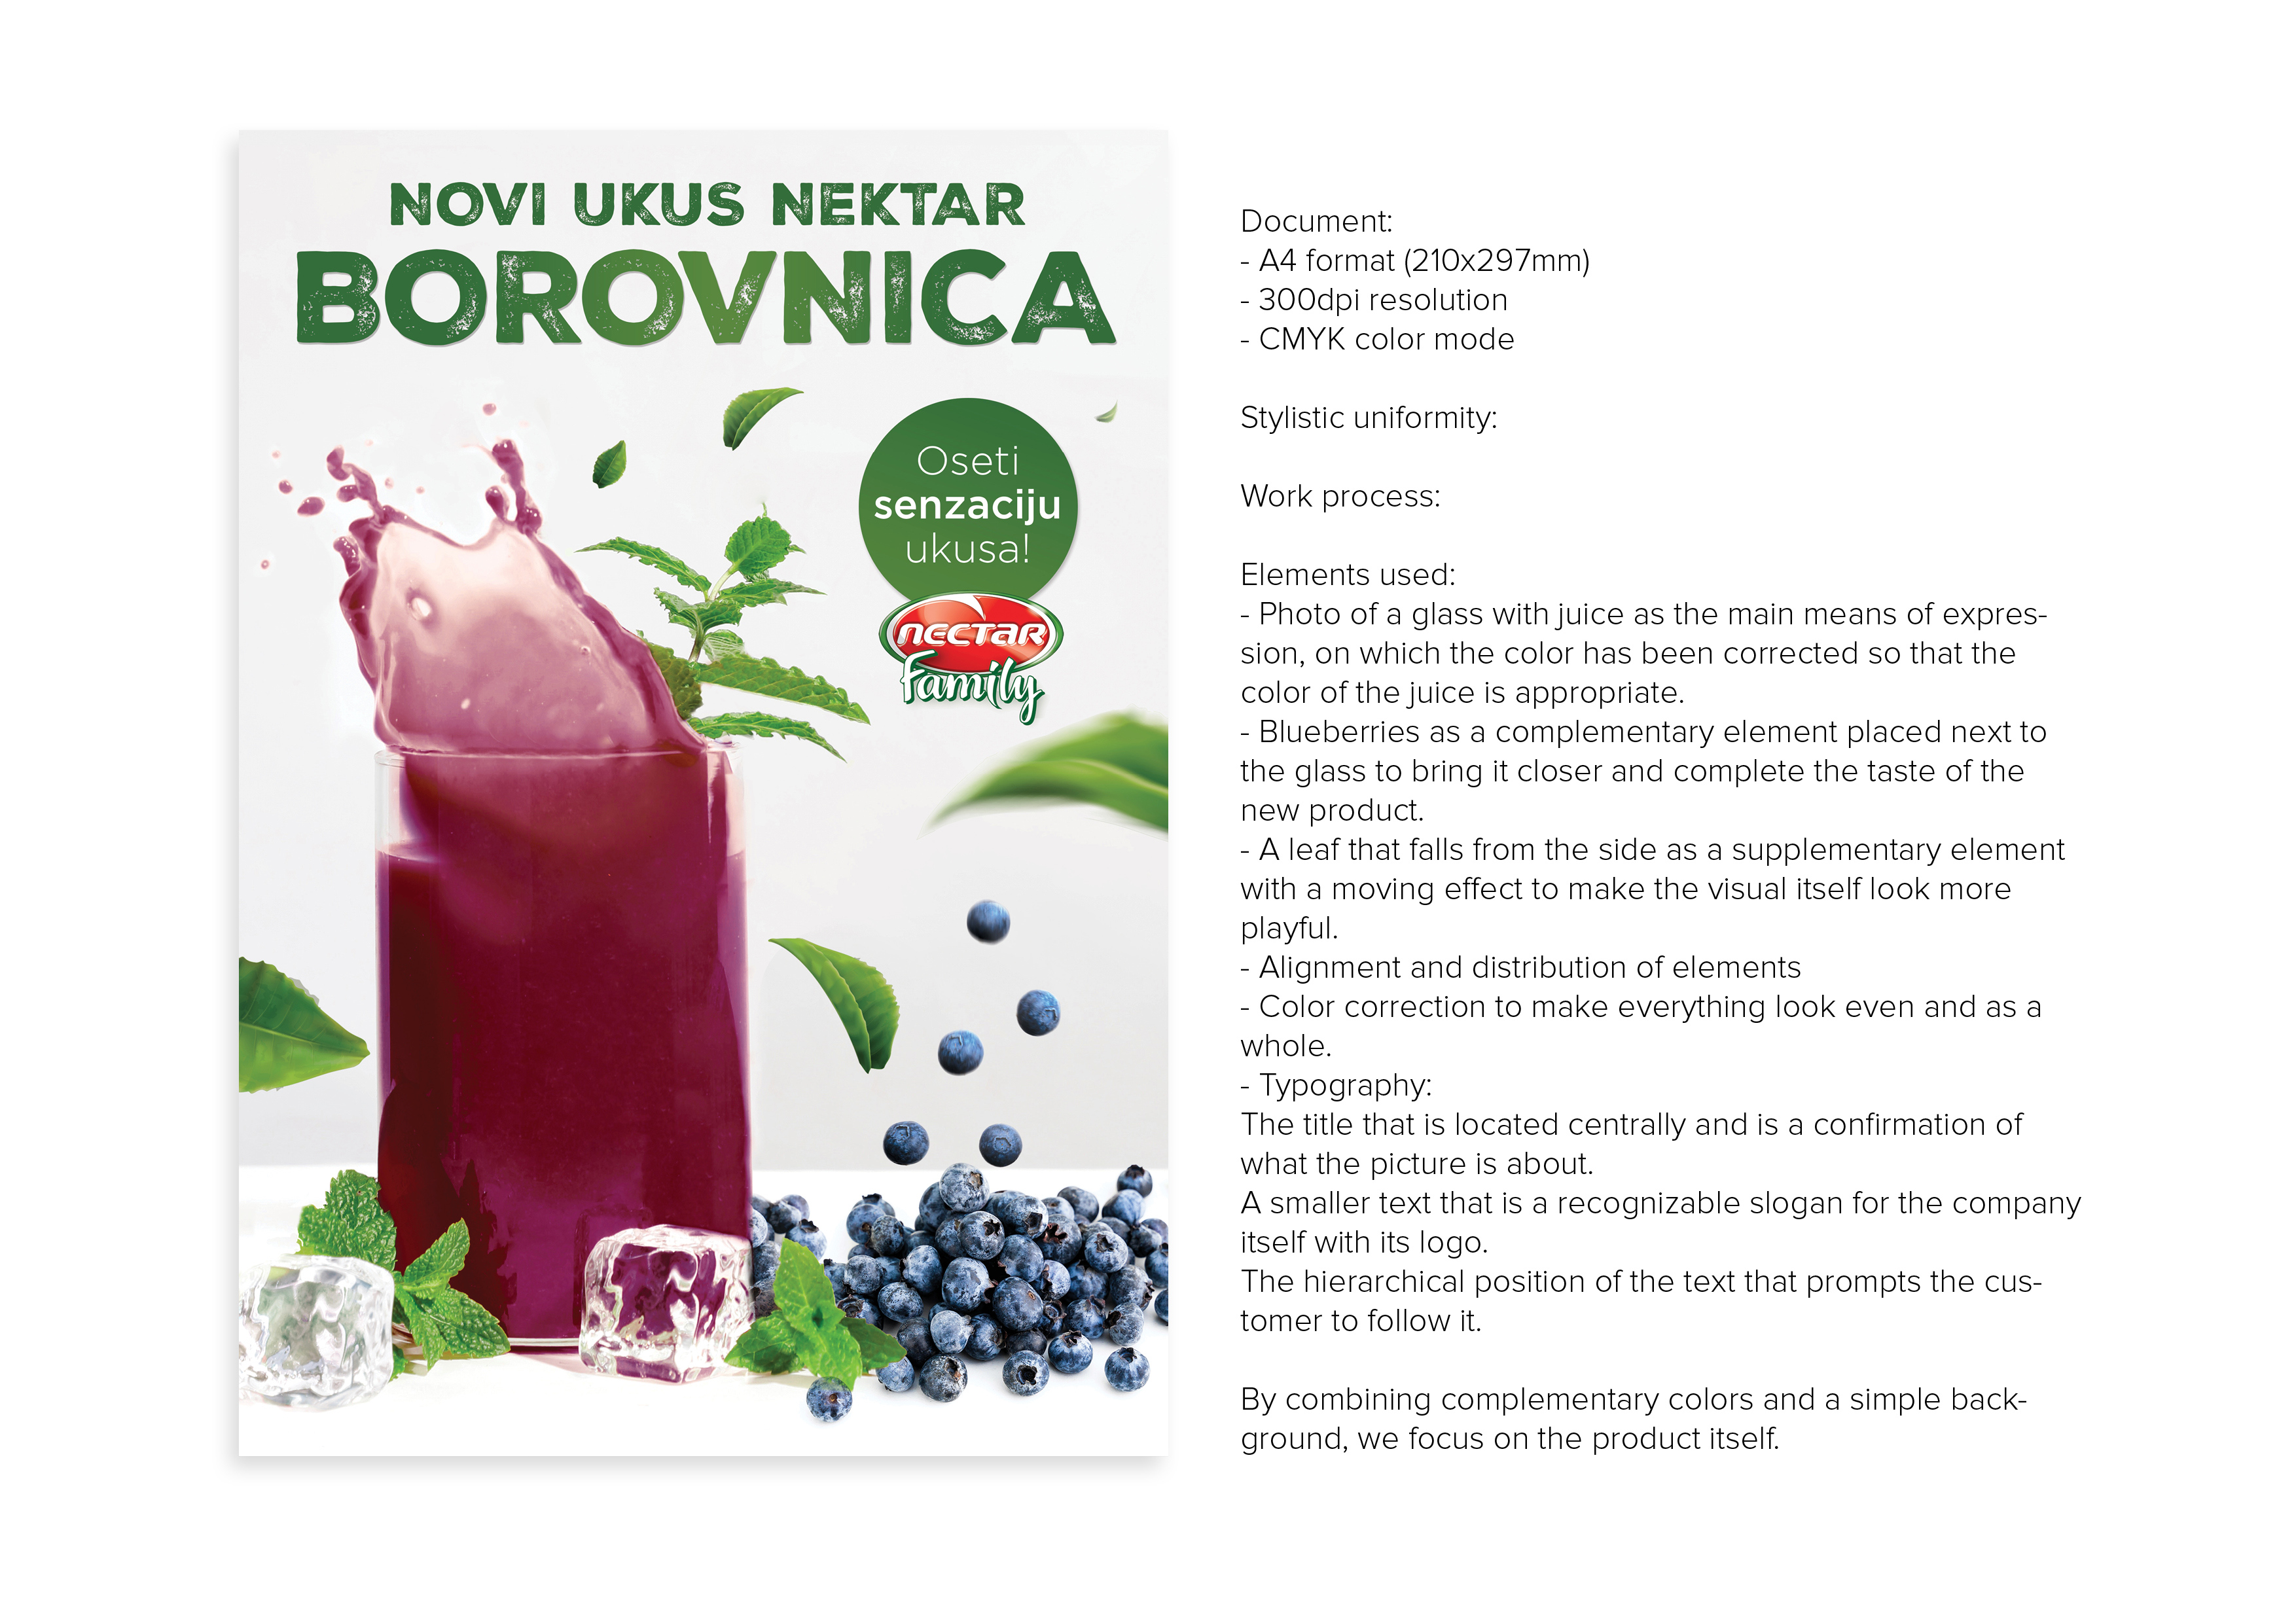 NOVI UKUS NEKTAR
BOROVNICA
Oseti
senzaciju
ukusa!
NECTAR
Family
Document:
- A4 format (210x297mm)
- 300dpi resolution
- CMYK color mode
Stylistic uniformity:
Work process:
Elements used:
- Photo of a glass with juice as the main means of expres-
sion, on which the color has been corrected so that the
color of the juice is appropriate.
- Blueberries as a complementary element placed next to
the glass to bring it closer and complete the taste of the
new product.
- A leaf that falls from the side as a supplementary element
with a moving effect to make the visual itself look more
playful.
- Alignment and distribution of elements
- Color correction to make everything look even and as a
whole.
- Typography:
The title that is located centrally and is a confirmation of
what the picture is about.
A smaller text that is a recognizable slogan for the company
itself with its logo.
The hierarchical position of the text that prompts the cus-
tomer to follow it.
By combining complementary colors and a simple back-
ground, we focus on the product itself.